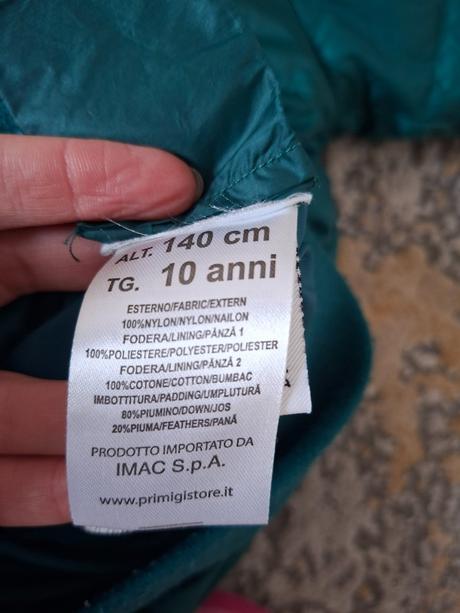 ALT. 140 cm
TG. 10 anni
ESTERNO/FABRIC/EXTERN
100%NYLON/NYLON/NAILON
FODERA/LINING/PÂNZĂ 1
100%POLIESTERE/POLYESTER/POLIESTER
FODERA/LINING/PÂNZĂ 2
100%COTONE/COTTON/BUMBAC
IMBOTTITURA/PADDING/UMPLUTURĂ
80%PIUMINO/DOWN/JOS
20%PIUMA/FEATHERS/PANĂ
PRODOTTO IMPORTATO DA
IMAC S.p.A.
www.primigistore.it